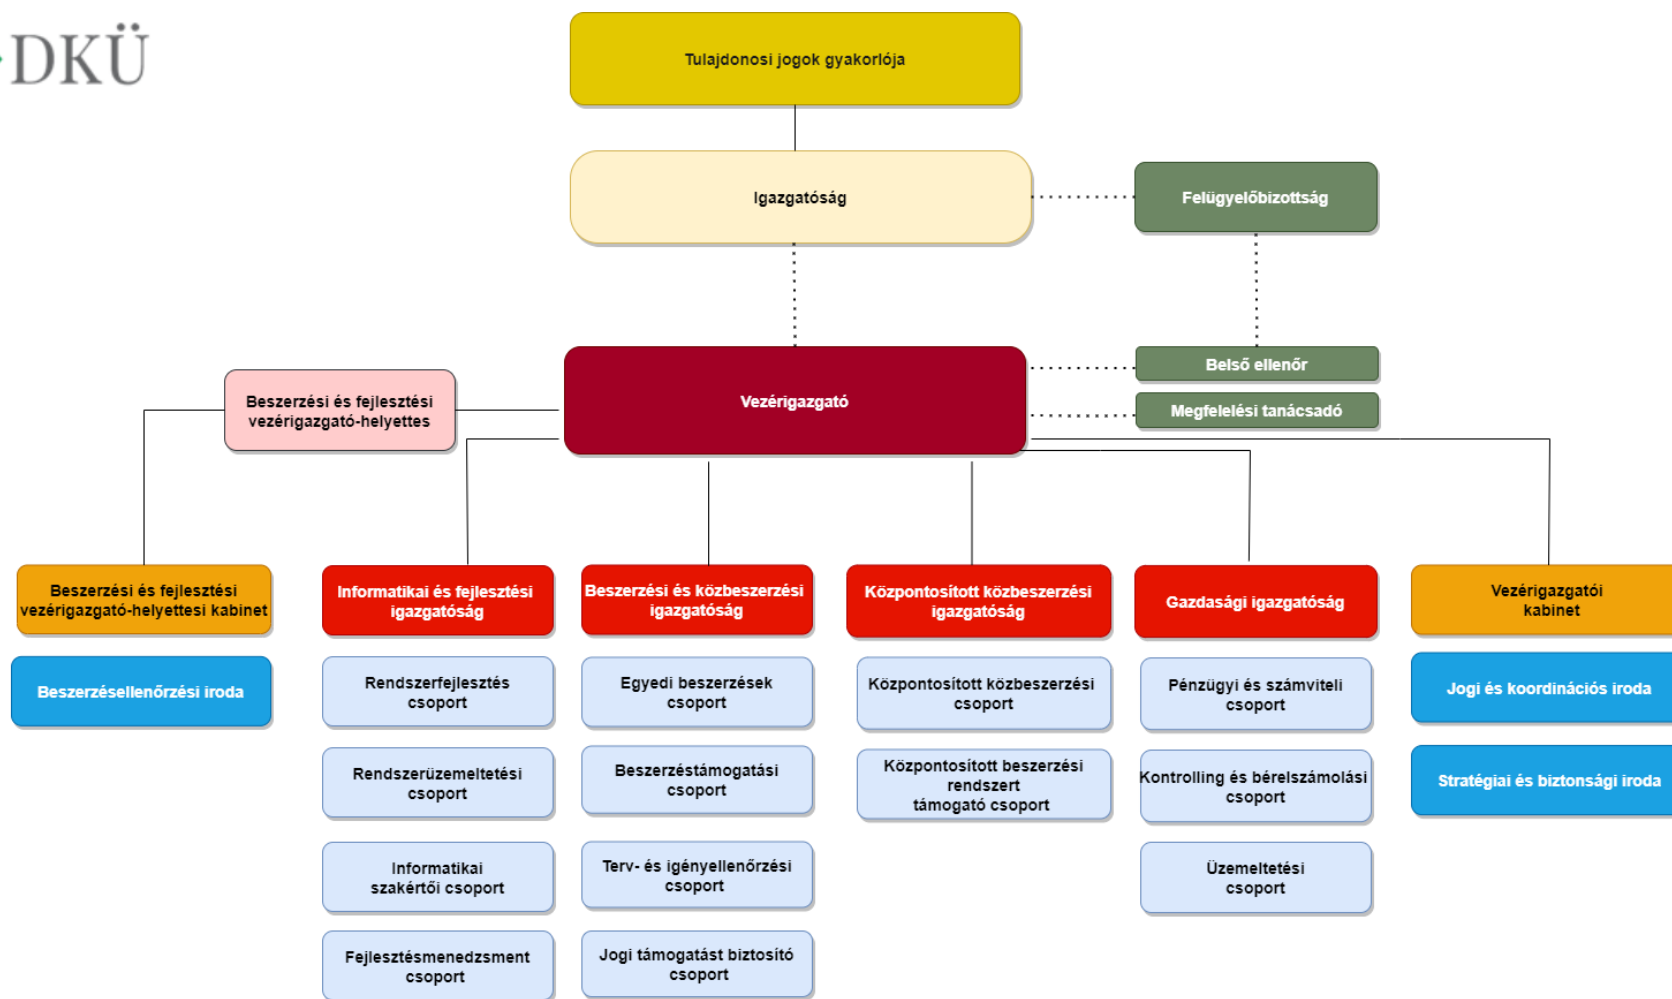 DKÜ
Tulajdonosi jogok gyakorlója
Igazgatóság
Felügyelőbizottság
Vezérigazgató
Belső ellenőr
Megfelelési tanácsadó
Beszerzési és fejlesztési
vezérigazgató-helyettes
Beszerzési és fejlesztési
vezérigazgató-helyettesi kabinet
Beszerzésellenőrzési iroda
Informatikai és fejlesztési
igazgatóság
Rendszerfejlesztés
csoport
Rendszerüzemeltetési
csoport
Informatikai
szakértői csoport
Fejlesztésmenedzsment
csoport
Beszerzési és közbeszerzési
igazgatóság
Egyedi beszerzések
csoport
Beszerzéstámogatási
csoport
Terv- és igényellenőrzési
csoport
Jogi támogatást biztosító
csoport
Központosított közbeszerzési
igazgatóság
Központosított közbeszerzési
csoport
Központosított beszerzési
rendszert
támogató csoport
Gazdasági igazgatóság
Pénzügyi és számviteli
csoport
Kontrolling és bérelszámolási
csoport
Üzemeltetési
csoport
Vezérigazgatói
kabinet
Jogi és koordinációs iroda
Stratégiai és biztonsági iroda